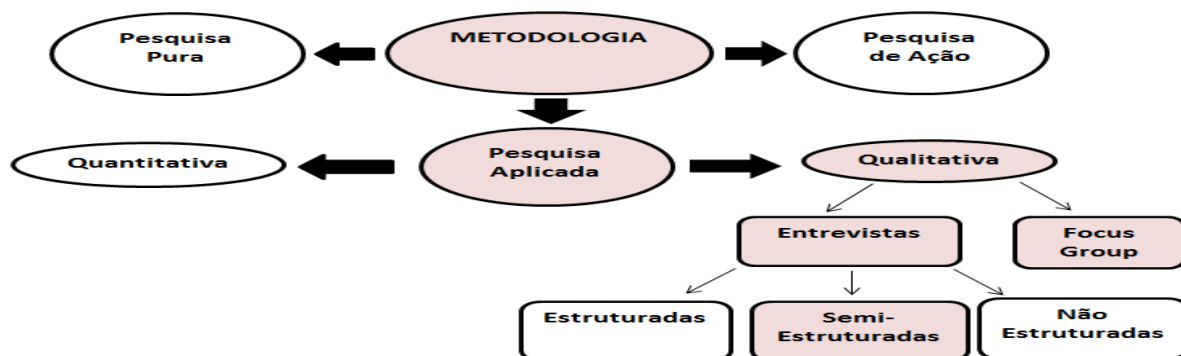 Pesquisa
Pura
METODOLOGIA
Pesquisa
de Ação
Quantitativa
Pesquisa
Aplicada
Qualitativa
Entrevistas
Focus
Group
Estruturadas
Semi-
Estruturadas
Não
Estruturadas